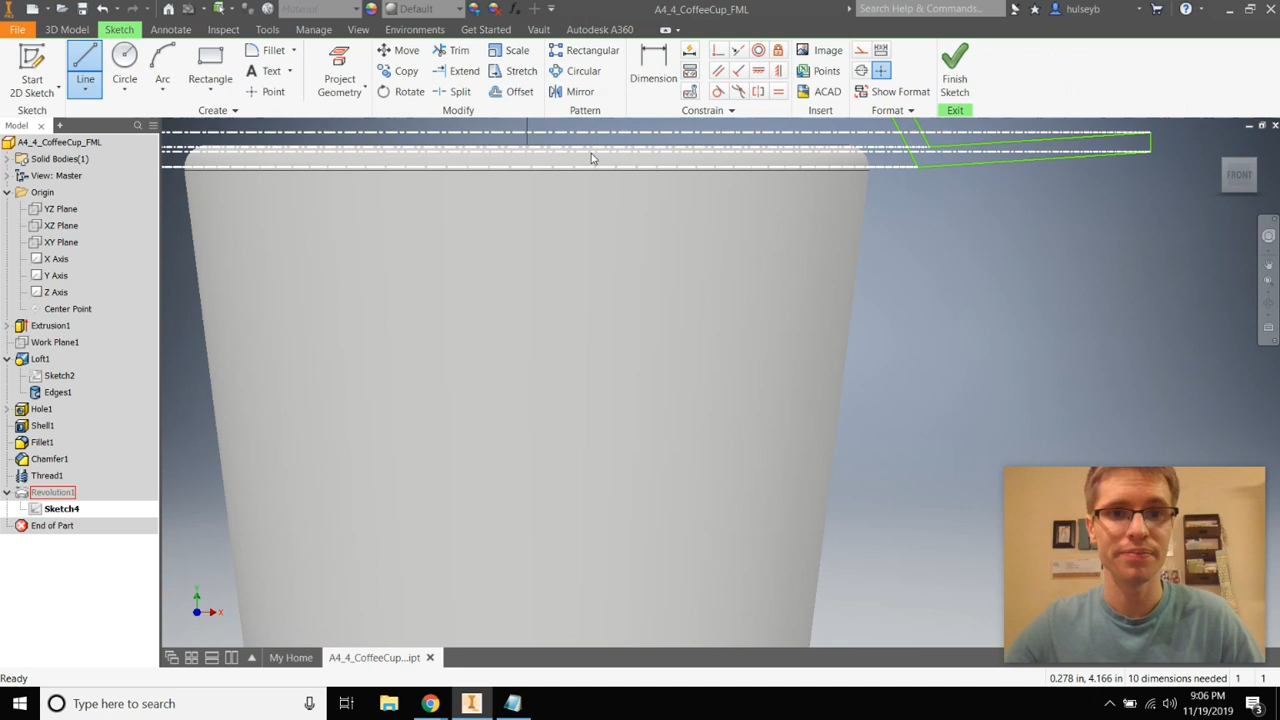 Material
Default
A4_4_CoffeeCup_FML
Search Help & Commands...
hulseyb
File
3D Model
Sketch
Annotate
Inspect
Tools
Manage
View
Environments
Get Started
Vault
Autodesk A360
Start
2D Sketch
Line
Circle
Arc
Rectangle
Fillet
Text
Point
Project
Geometry
Move
Copy
Rotate
Trim
Extend
Split
Scale
Stretch
Offset
Rectangular
Circular
Mirror
Dimension
Image
Points
ACAD
Show Format
Finish
Sketch
Sketch
Create
Modify
Pattern
Constrain
Insert
Format
Exit
Model
A4_4_CoffeeCup_FML
Solid Bodies(1)
View: Master
Origin
YZ Plane
XZ Plane
XY Plane
X Axis
Y Axis
Z Axis
Center Point
Extrusion1
Work Plane1
Loft1
Sketch2
Edges1
Hole1
Shell1
Fillet1
Chamfer1
Thread1
Revolution1
Sketch4
End of Part
FRONT
Y
X
My Home
A4_4_CoffeeCup...ipt
Ready
0.278 in, 4.166 in
10 dimensions needed
1
1
Type here to search
9:06 PM
11/19/2019
3